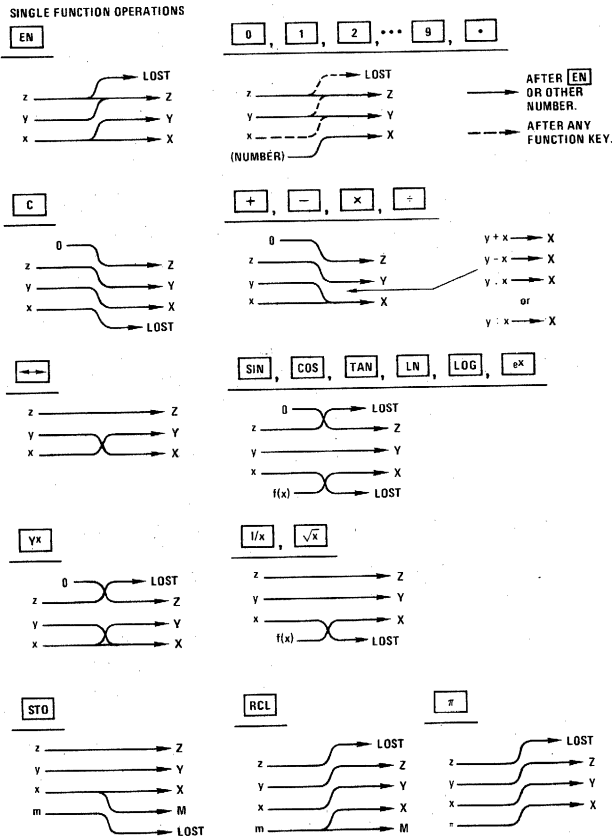 SINGLE FUNCTION OPERATIONS
EN
0, 1, 2,... 9, •
LOST
z Z
y Y
x X
LOST
z Z
y Y
x X
(NUMBER)
AFTER EN
OR OTHER
NUMBER.
AFTER ANY
FUNCTION KEY.
C
0
z Z
y Y
x X
LOST
+, −, ×, ÷
0
z Z
y Y
x X
y + x X
y - x X
y . x X
or
y : x X
↔
z Z
y Y
x X
SIN, COS, TAN, LN, LOG, eˣ
0 LOST
z Z
y Y
x X
f(x) LOST
Yˣ
0 LOST
z Z
y Y
x X
1/x, √x
z Z
y Y
x X
f(x) LOST
STO
z Z
y Y
x X
m M
LOST
RCL
LOST
z Z
y Y
x X
m M
π
LOST
z Z
y Y
x X
π